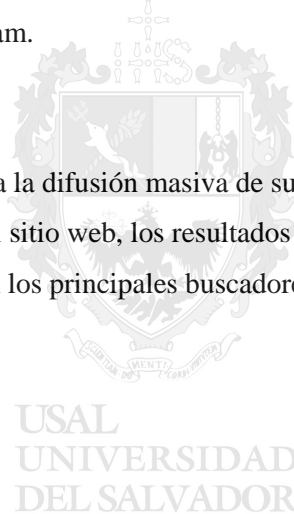 am.
a la difusión masiva de su
sitio web, los resultados
los principales buscadore
USAL
UNIVERSIDAD
DEL SALVADOR